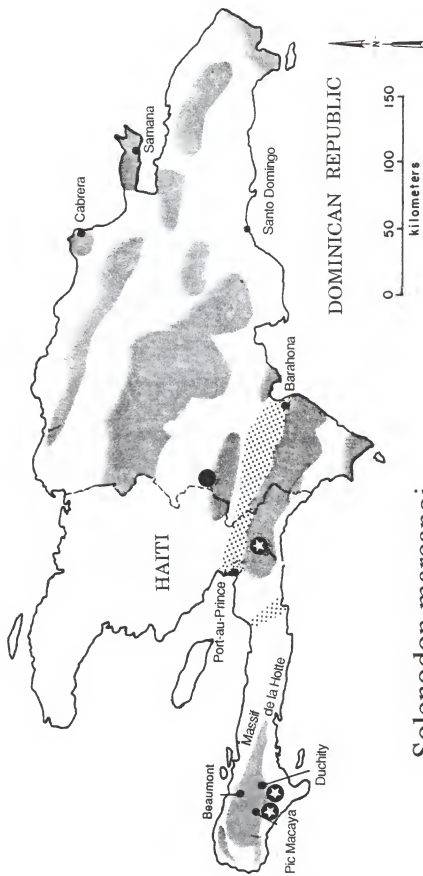 Cabrera
Samana
HAITI
Port-au-Prince
Santo Domingo
Barahona
DOMINICAN REPUBLIC
N
Massif
de la Hotte
Beaumont
Duchity
Pic Macaya
0 50 100 150
kilometers
Solenodon marcanoi